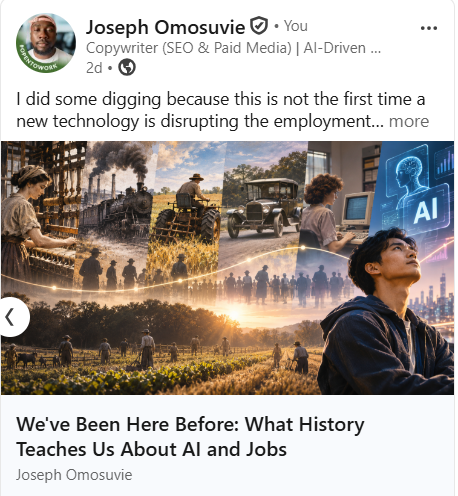 Joseph Omosuvie • You
Copywriter (SEO & Paid Media) | AI-Driven ...
#OPENTOWORK
2d •
I did some digging because this is not the first time a
new technology is disrupting the employment... more
AI
We've Been Here Before: What History
Teaches Us About AI and Jobs
Joseph Omosuvie